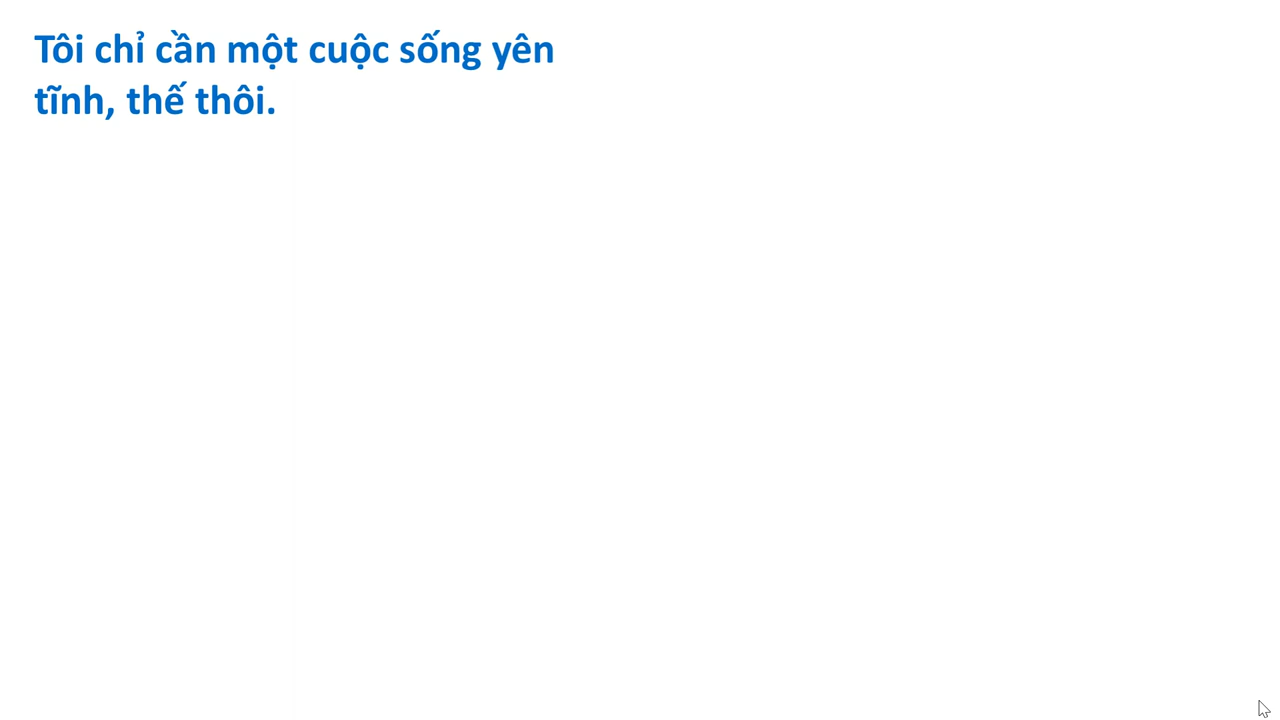 Tôi chỉ cần một cuộc sống yên
tĩnh, thế thôi.